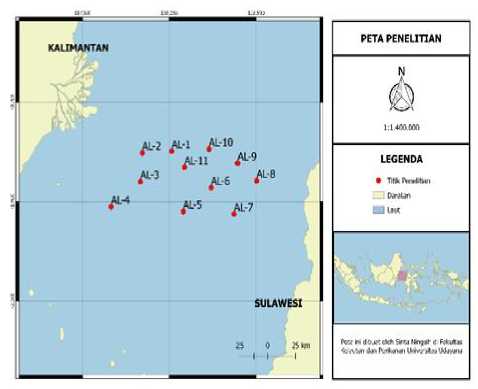 KALIMANTAN
AL-10
AL-2
AL-1
AL-9
AL-11
AL-3
AL-6
AL-8
AL-4
AL-5
AL-7
SULAWESI
25 0 25 km
PETA PENELITIAN
N
1:1.400.000
LEGENDA
Titik Penelitian
Daratan
Laut
Peta ini dibuat oleh Sinta Ningsih di Fakultas
Kelautan dan Perikanan Universitas Udayana